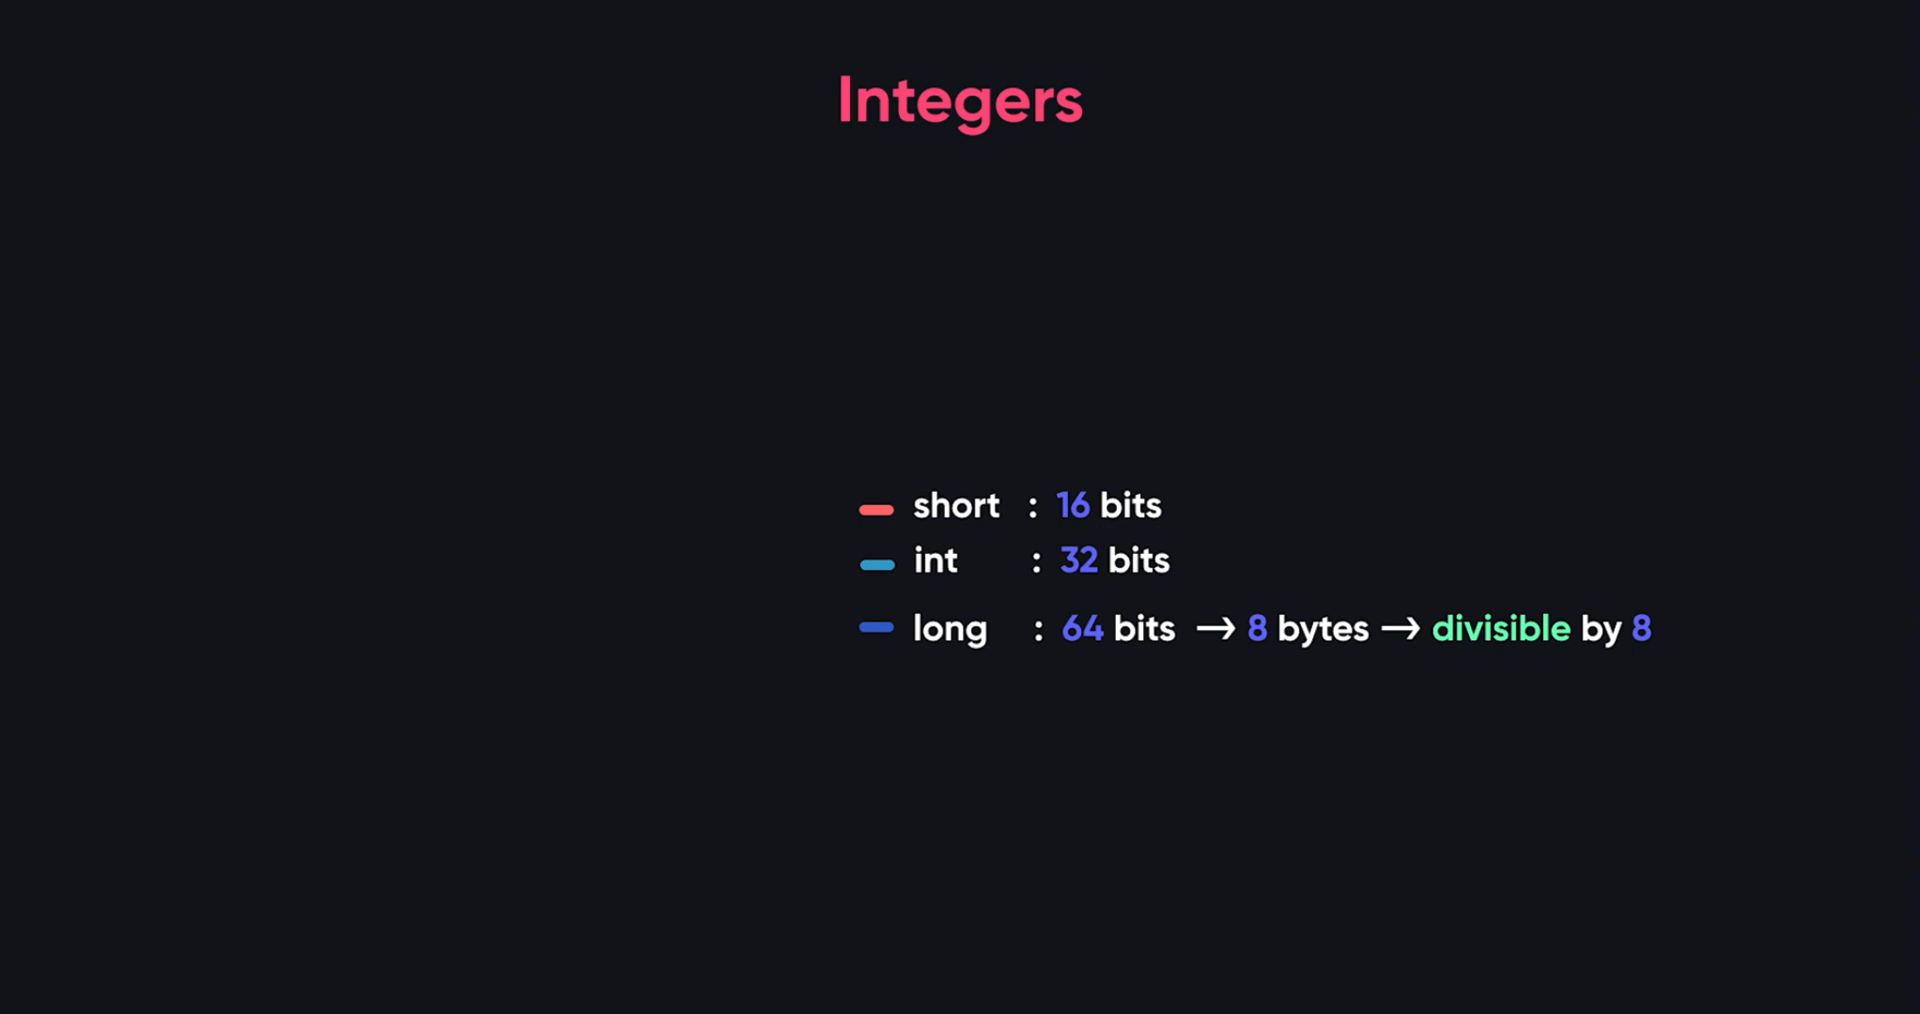 Integers
short : 16 bits
int : 32 bits
long : 64 bits → 8 bytes → divisible by 8